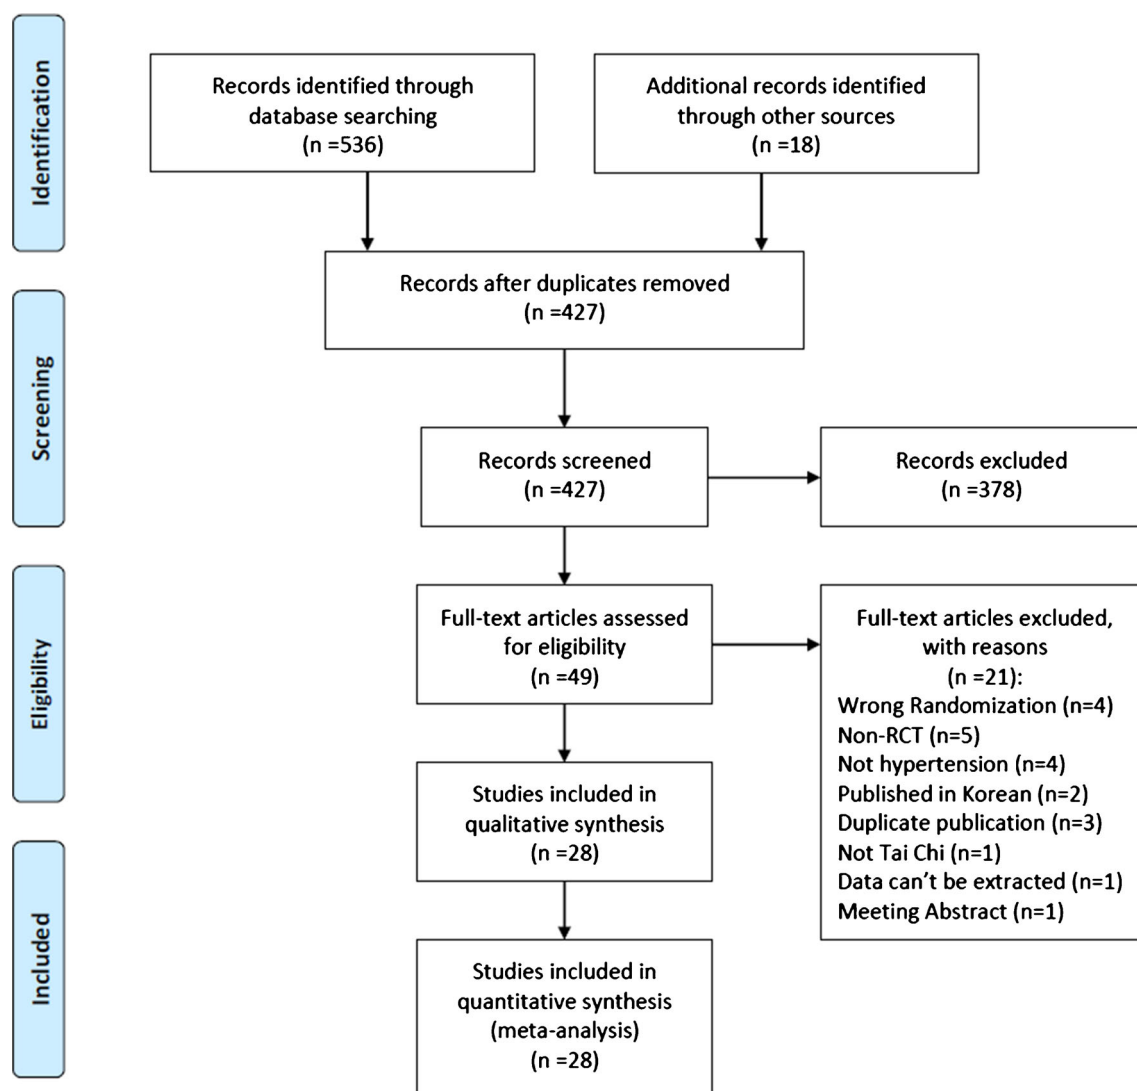 Identification
Records identified through
database searching
(n =536)
Additional records identified
through other sources
(n =18)
Records after duplicates removed
(n =427)
Screening
Records screened
(n =427)
Records excluded
(n =378)
Eligibility
Full-text articles assessed
for eligibility
(n =49)
Full-text articles excluded,
with reasons
(n =21):
Wrong Randomization (n=4)
Non-RCT (n=5)
Not hypertension (n=4)
Published in Korean (n=2)
Duplicate publication (n=3)
Not Tai Chi (n=1)
Data can't be extracted (n=1)
Meeting Abstract (n=1)
Studies included in
qualitative synthesis
(n =28)
Included
Studies included in
quantitative synthesis
(meta-analysis)
(n =28)